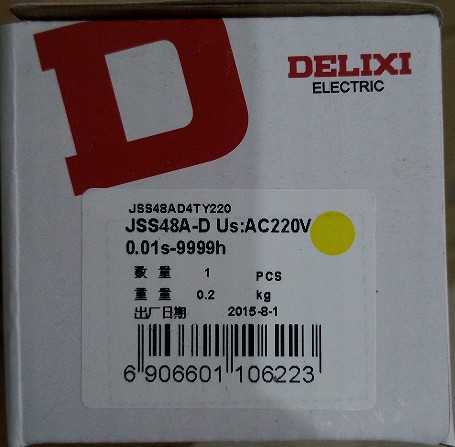 DELIXI
ELECTRIC
JSS48AD4TY220
JSS48A-D Us:AC220V
0.01s-9999h
数量 1 PCS
重量 0.2 kg
出厂日期 2015-8-1
6 906601 106223